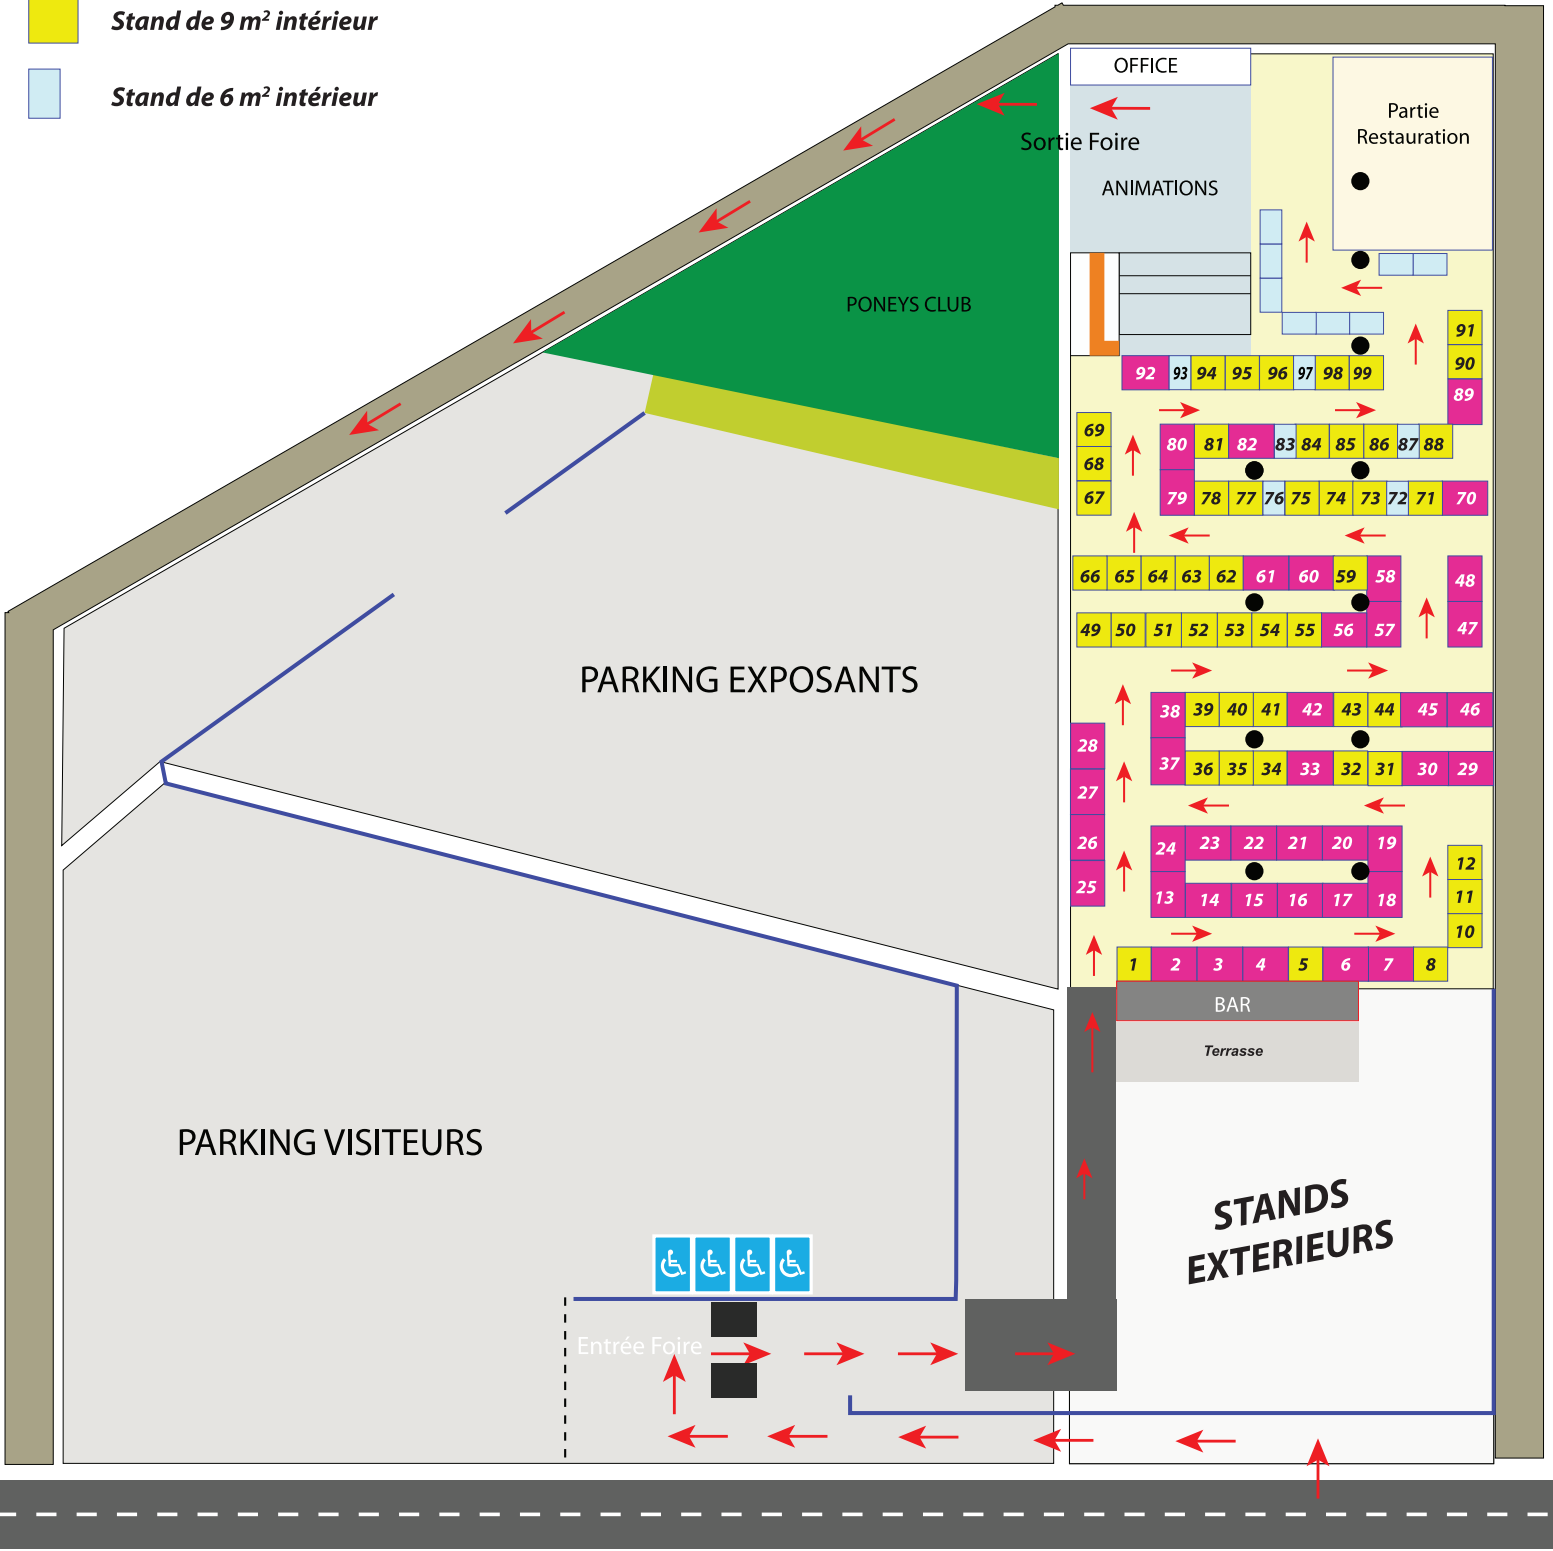 Stand de 9 m² intérieur
Stand de 6 m² intérieur
OFFICE
Partie
Restauration
Sortie Foire
ANIMATIONS
PONEYS CLUB
91
90
89
92 93 94 95 96 97 98 99
69
68
67
80 81 82 83 84 85 86 87 88
79 78 77 76 75 74 73 72 71 70
66 65 64 63 62 61 60 59 58
48
47
49 50 51 52 53 54 55 56 57
PARKING EXPOSANTS
38 39 40 41 42 43 44 45 46
37 36 35 34 33 32 31 30 29
28
27
26
25
24 23 22 21 20 19
13 14 15 16 17 18
12
11
10
1 2 3 4 5 6 7 8
BAR
Terrasse
PARKING VISITEURS
STANDS
EXTERIEURS
Entrée Foire